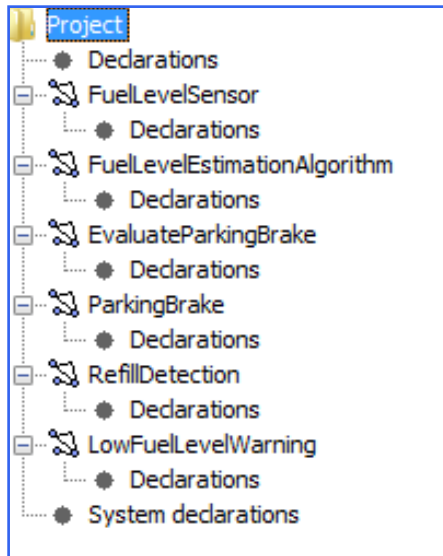 Project
Declarations
FuelLevelSensor
Declarations
FuelLevelEstimationAlgorithm
Declarations
EvaluateParkingBrake
Declarations
ParkingBrake
Declarations
RefillDetection
Declarations
LowFuelLevelWarning
Declarations
System declarations